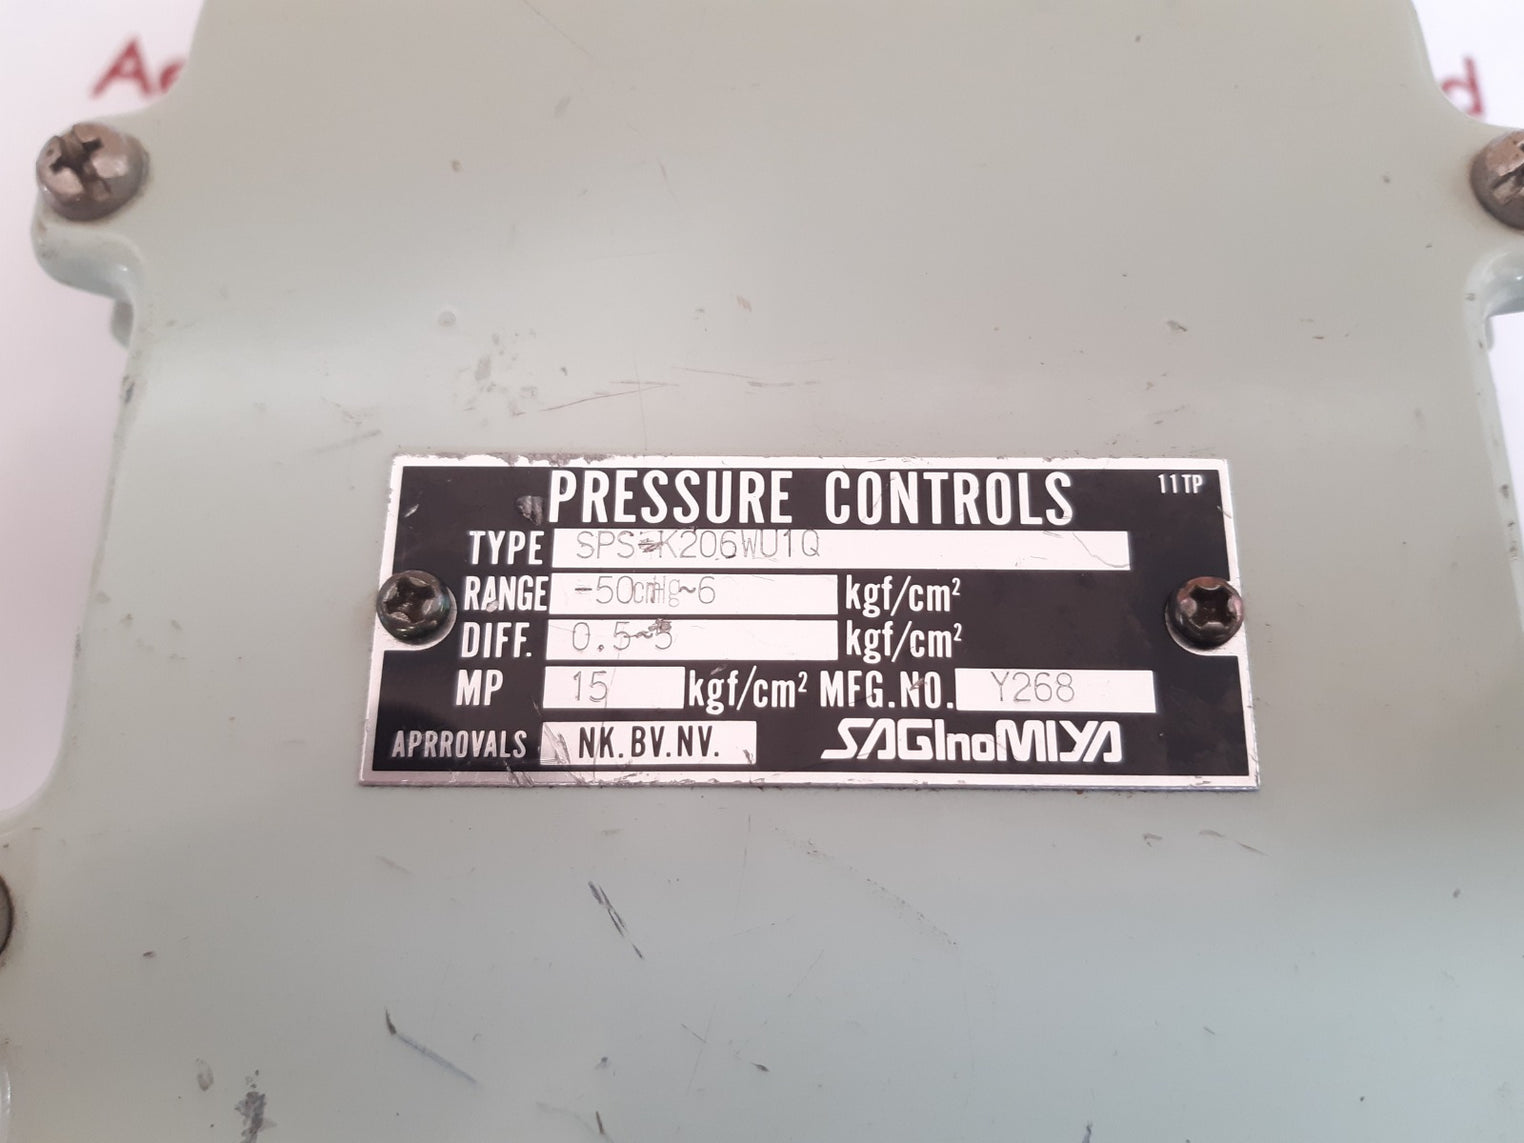 PRESSURE CONTROLS 11TP
TYPE SPS-K206WU1Q
RANGE -50cmHg~6 kgf/cm²
DIFF. 0.5~3 kgf/cm²
MP 15 kgf/cm² MFG.NO. Y268
APRROVALS NK.BV.NV. SAGInoMIYA